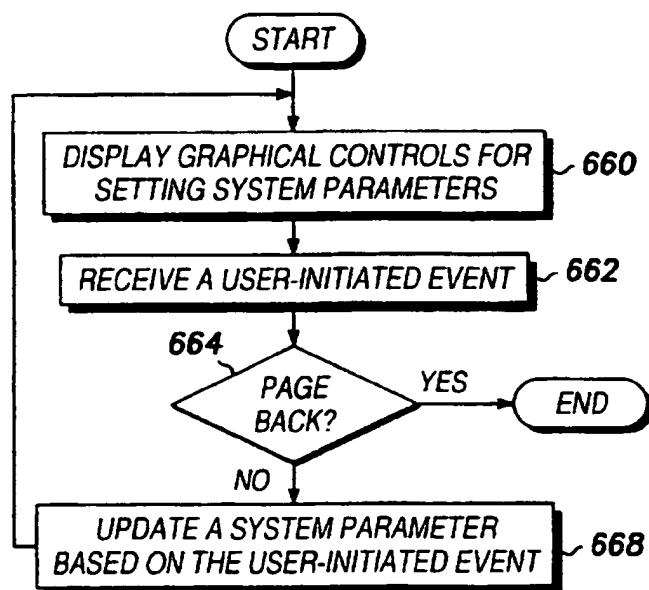 START
DISPLAY GRAPHICAL CONTROLS FOR
SETTING SYSTEM PARAMETERS
660
RECEIVE A USER-INITIATED EVENT
662
664
PAGE
BACK?
YES
END
NO
UPDATE A SYSTEM PARAMETER
BASED ON THE USER-INITIATED EVENT
668